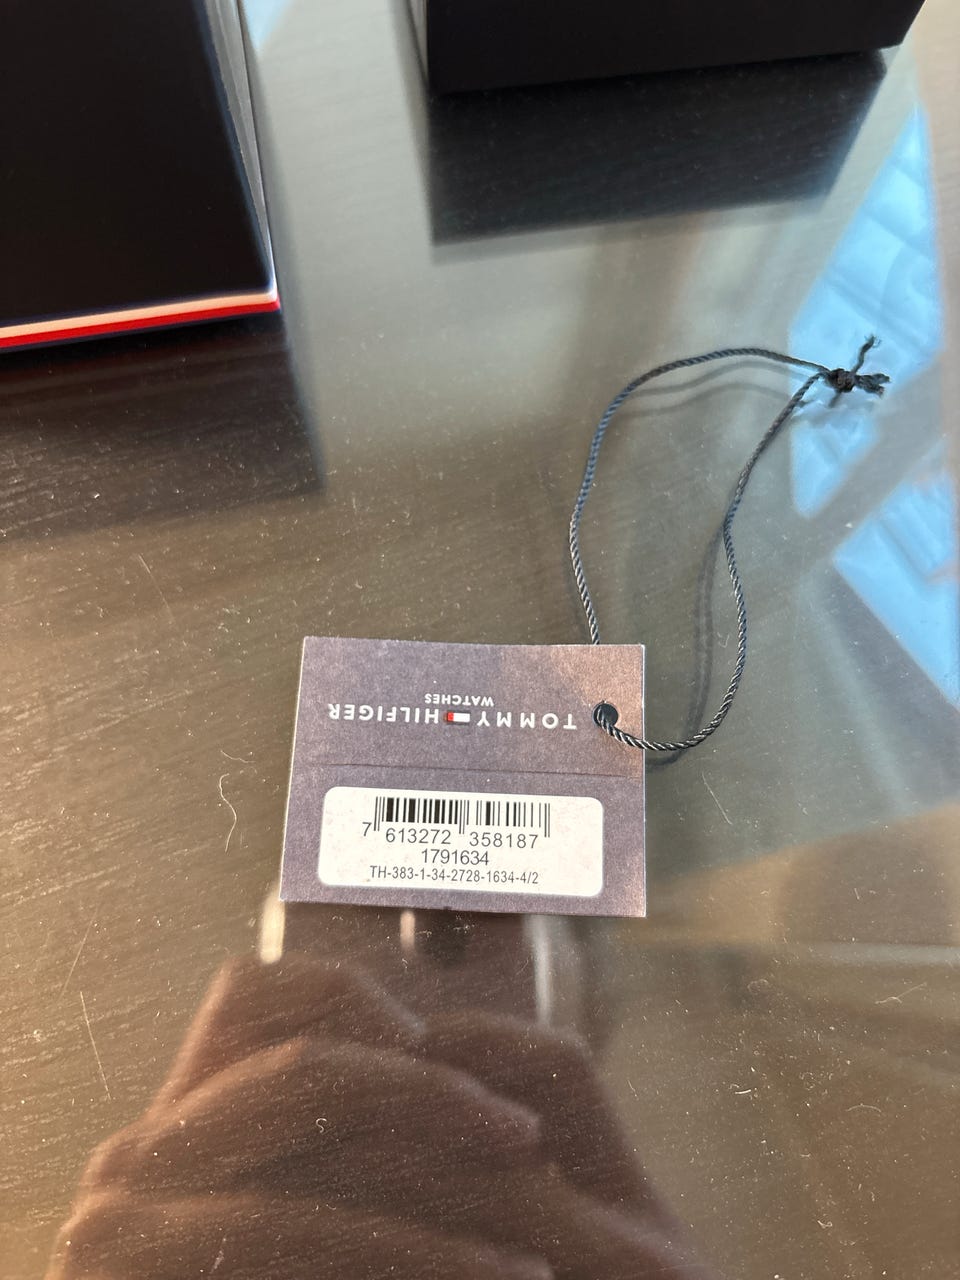 TOMMY HILFIGER
WATCHES
7 613272 358187
1791634
TH-383-1-34-2728-1634-4/2